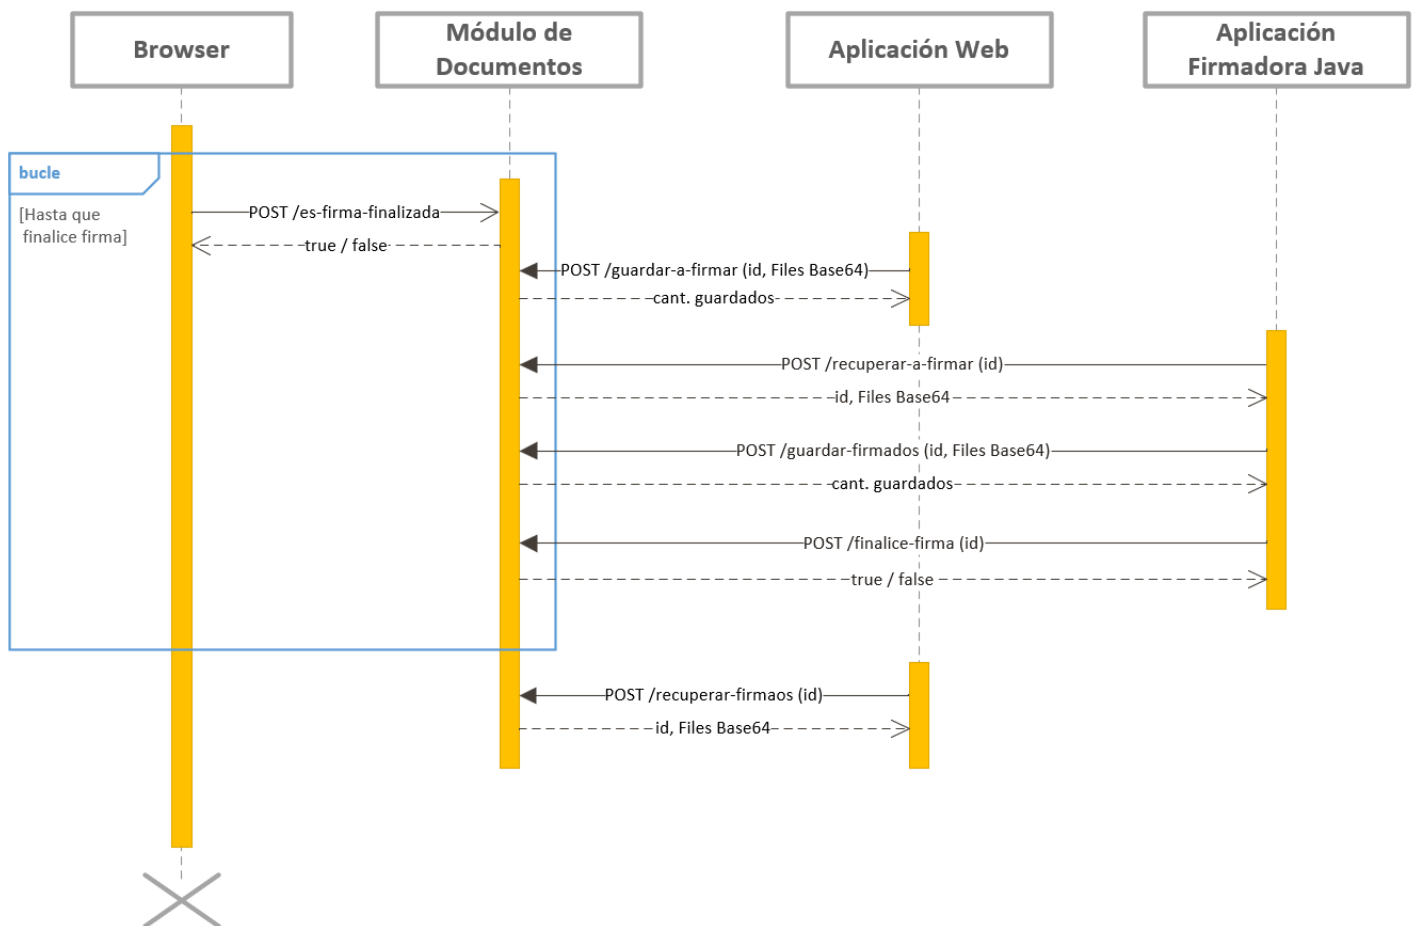 Browser
Módulo de
Documentos
Aplicación Web
Aplicación
Firmadora Java
bucle
[Hasta que
finalice firma]
POST /es-firma-finalizada
true / false
POST /guardar-a-firmar (id, Files Base64)
cant. guardados
POST /recuperar-a-firmar (id)
id, Files Base64
POST /guardar-firmados (id, Files Base64)
cant. guardados
POST /finalice-firma (id)
true / false
POST /recuperar-firmaos (id)
id, Files Base64